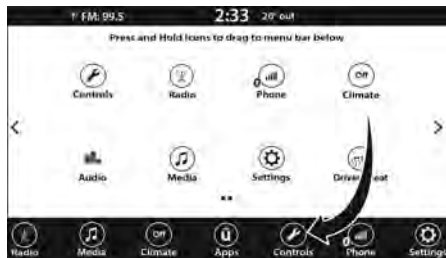 FM: 99.5 2:33 20° out
Press and Hold Icons to drag to menu bar below
Controls Radio Phone Off Climate
Audio Media Settings Driver
Radio Media Off Climate ü Apps Controls Phone Settings